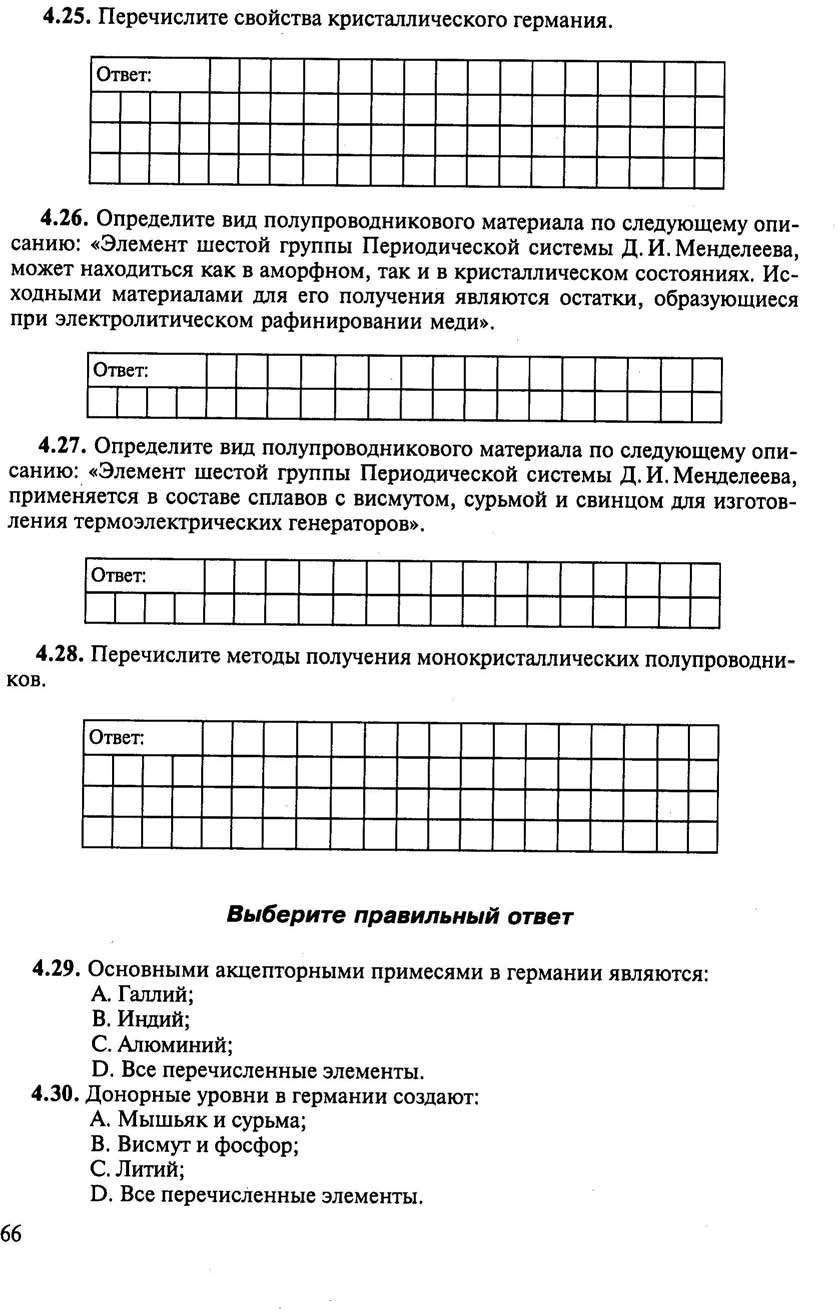 4.25. Перечислите свойства кристаллического германия.
Ответ:
4.26. Определите вид полупроводникового материала по следующему опи-
санию: «Элемент шестой группы Периодической системы Д. И. Менделеева,
может находиться как в аморфном, так и в кристаллическом состояниях. Ис-
ходными материалами для его получения являются остатки, образующиеся
при электролитическом рафинировании меди».
Ответ:
4.27. Определите вид полупроводникового материала по следующему опи-
санию: «Элемент шестой группы Периодической системы Д. И. Менделеева,
применяется в составе сплавов с висмутом, сурьмой и свинцом для изготов-
ления термоэлектрических генераторов».
Ответ:
4.28. Перечислите методы получения монокристаллических полупроводни-
ков.
Ответ:
Выберите правильный ответ
4.29. Основными акцепторными примесями в германии являются:
A. Галлий;
B. Индий;
C. Алюминий;
D. Все перечисленные элементы.
4.30. Донорные уровни в германии создают:
A. Мышьяк и сурьма;
B. Висмут и фосфор;
C. Литий;
D. Все перечисленные элементы.
66